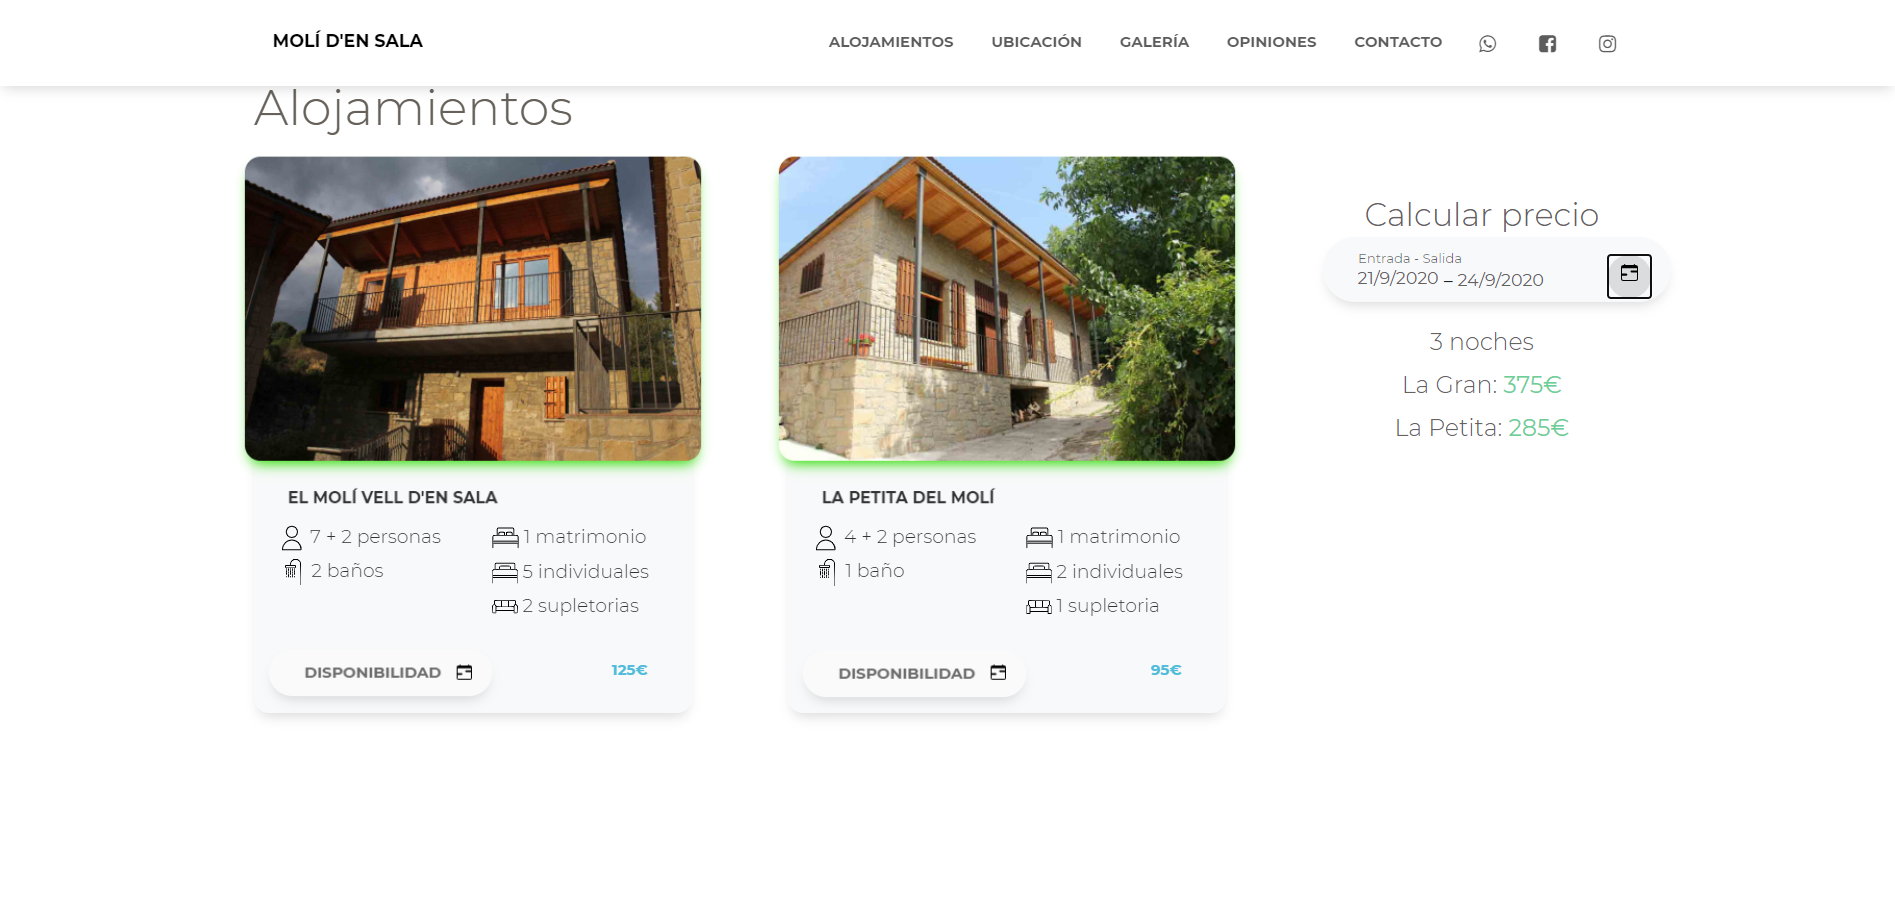 MOLÍ D'EN SALA
ALOJAMIENTOS UBICACIÓN GALERÍA OPINIONES CONTACTO
Alojamientos
EL MOLÍ VELL D'EN SALA
7 + 2 personas
1 matrimonio
2 baños
5 individuales
2 supletorias
DISPONIBILIDAD
125€
LA PETITA DEL MOLÍ
4 + 2 personas
1 matrimonio
1 baño
2 individuales
1 supletoria
DISPONIBILIDAD
95€
Calcular precio
Entrada - Salida
21/9/2020 – 24/9/2020
3 noches
La Gran: 375€
La Petita: 285€